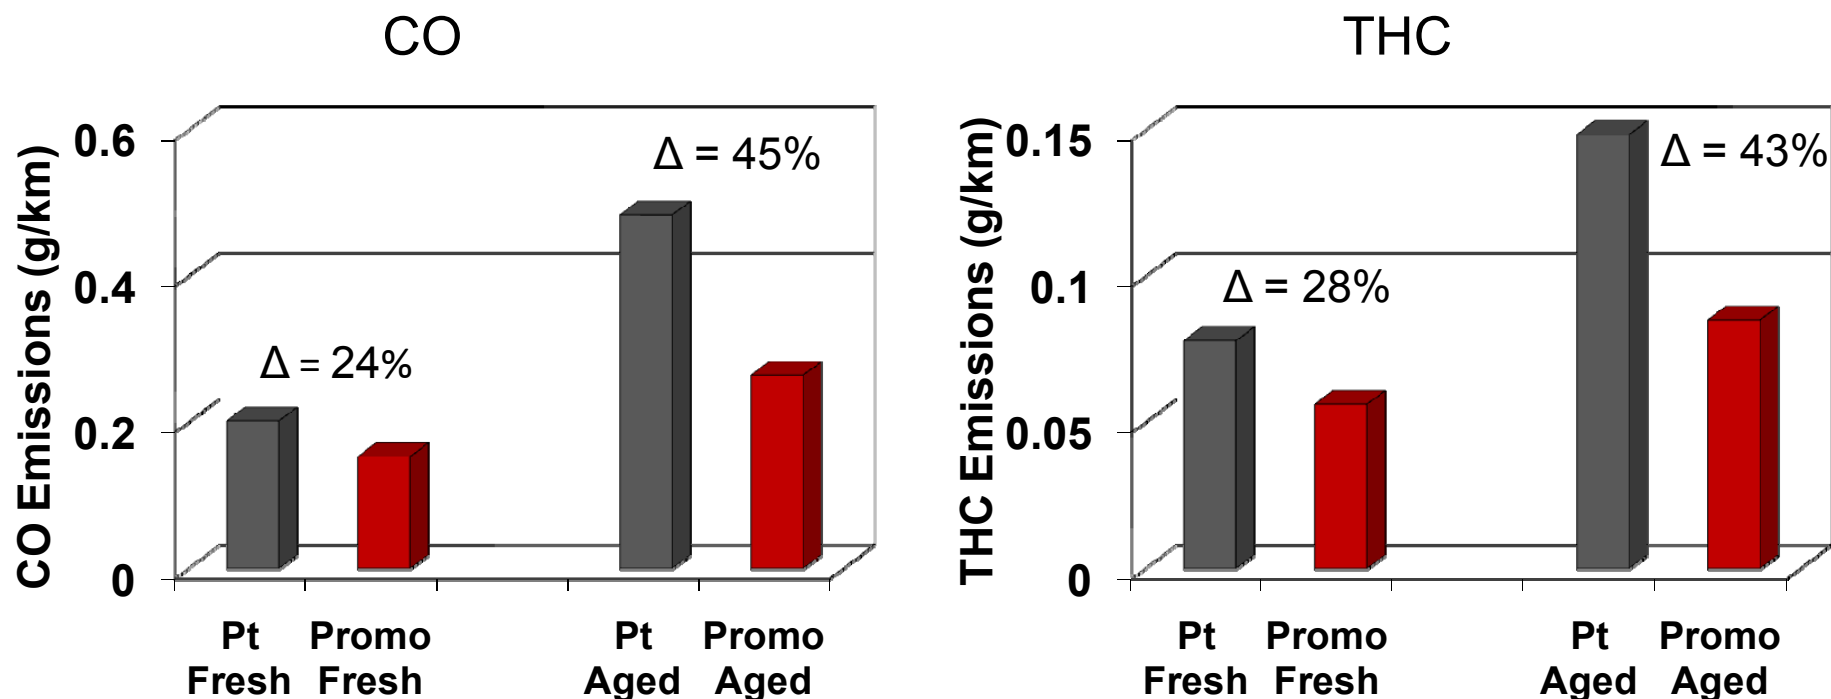 CO
CO Emissions (g/km)
0.6
0.4
0.2
0
Δ = 24%
Δ = 45%
Pt Fresh
Promo Fresh
Pt Aged
Promo Aged
THC
THC Emissions (g/km)
0.15
0.1
0.05
0
Δ = 28%
Δ = 43%
Pt Fresh
Promo Fresh
Pt Aged
Promo Aged